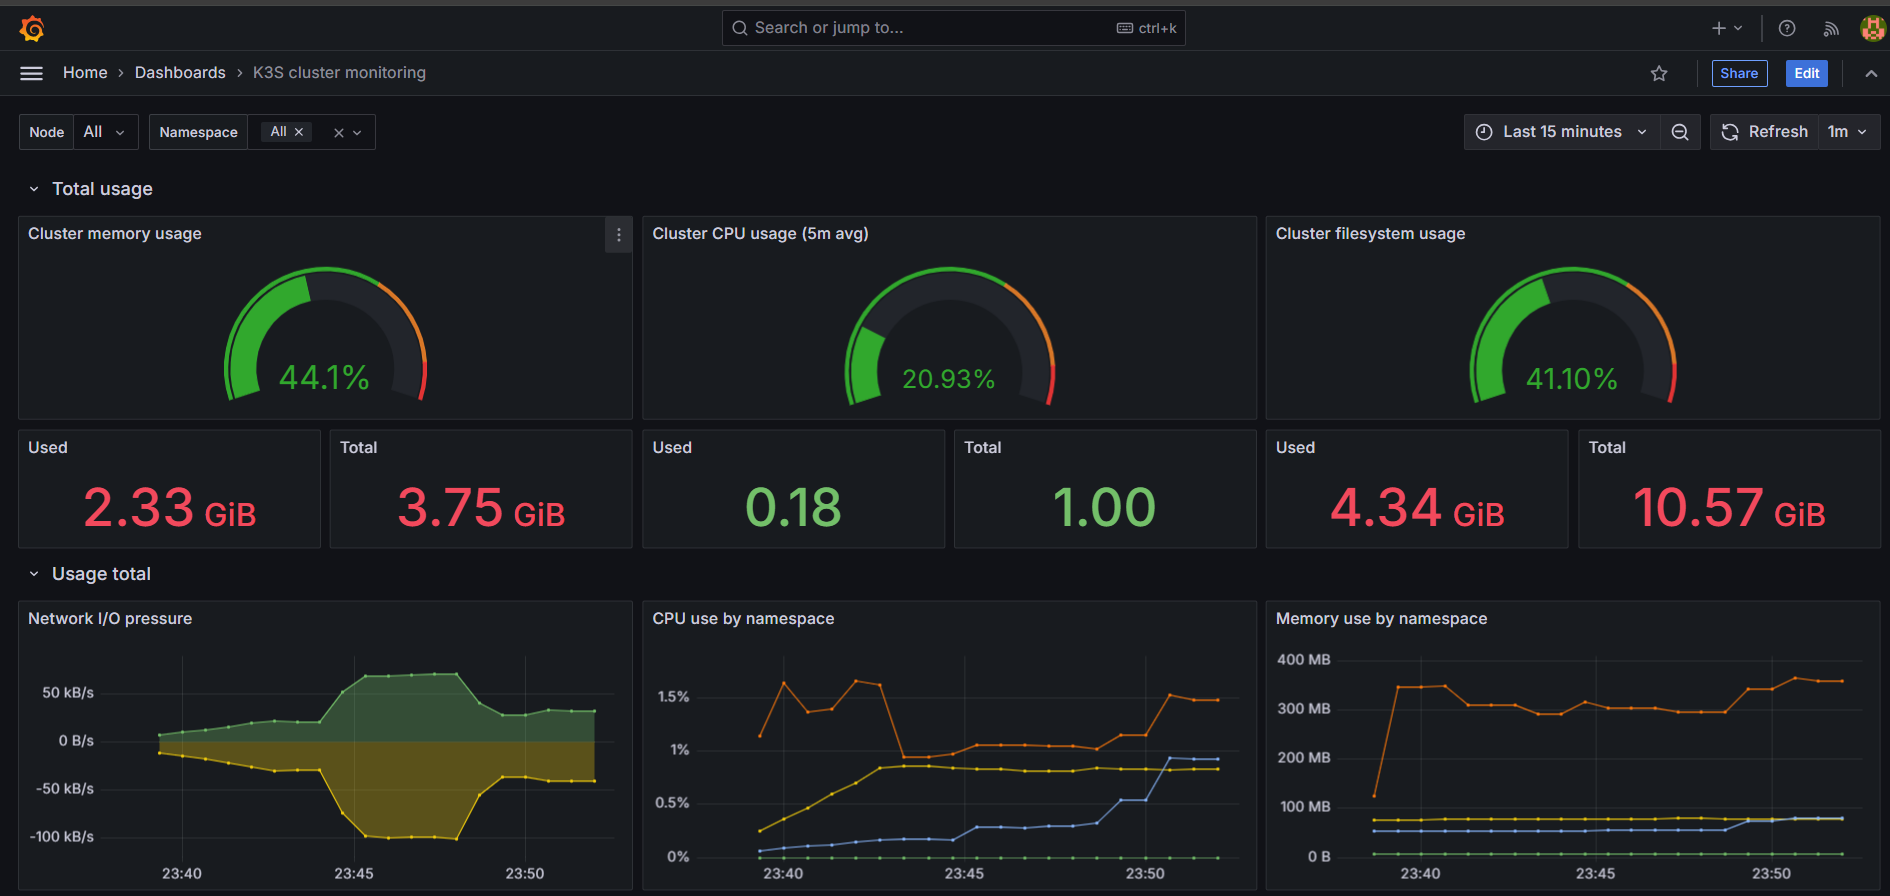 Search or jump to... ctrl+k
Home › Dashboards › K3S cluster monitoring
Share
Edit
Node All
Namespace All
Last 15 minutes
Refresh 1m
Total usage
Cluster memory usage
44.1%
Cluster CPU usage (5m avg)
20.93%
Cluster filesystem usage
41.10%
Used
2.33 GiB
Total
3.75 GiB
Used
0.18
Total
1.00
Used
4.34 GiB
Total
10.57 GiB
Usage total
Network I/O pressure
50 kB/s
0 B/s
-50 kB/s
-100 kB/s
23:40 23:45 23:50
CPU use by namespace
1.5%
1%
0.5%
0%
23:40 23:45 23:50
Memory use by namespace
400 MB
300 MB
200 MB
100 MB
0 B
23:40 23:45 23:50